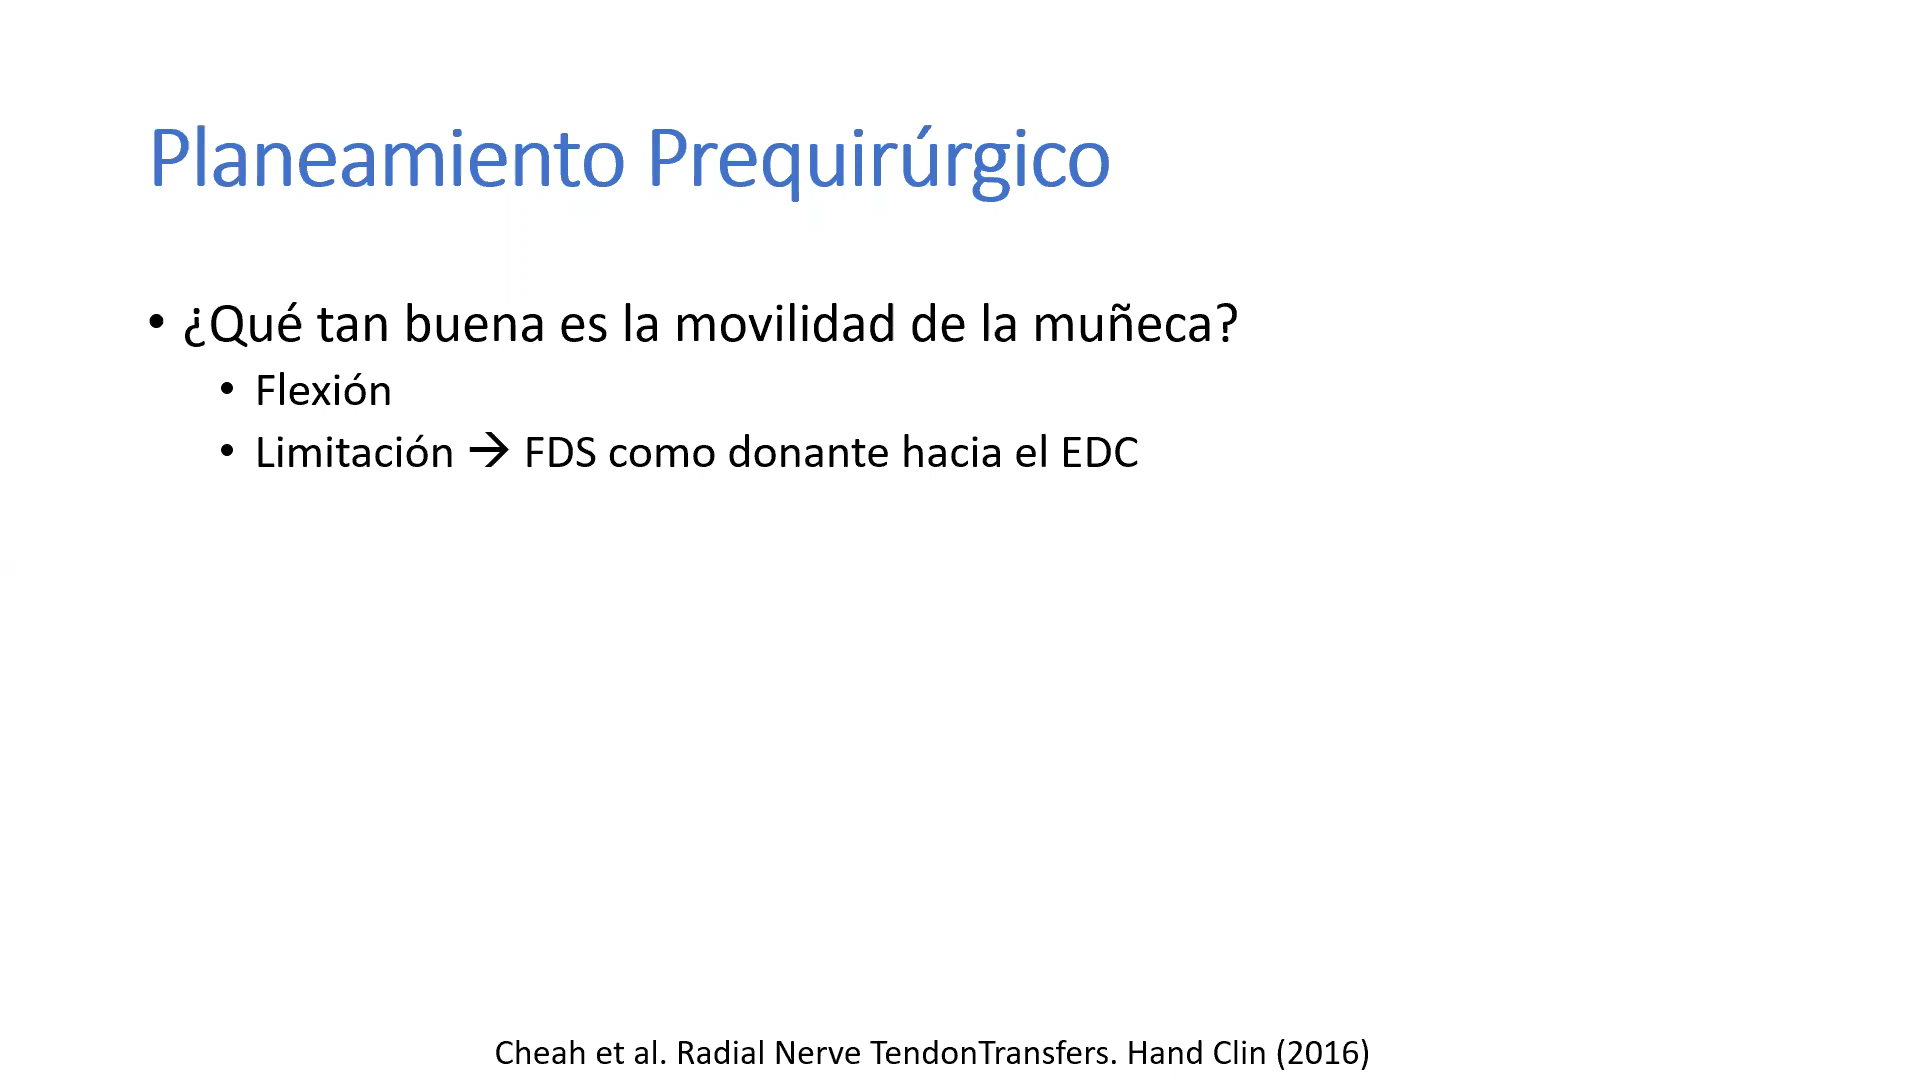 Planeamiento Prequirúrgico
• ¿Qué tan buena es la movilidad de la muñeca?
• Flexión
• Limitación → FDS como donante hacia el EDC
Cheah et al. Radial Nerve TendonTransfers. Hand Clin (2016)